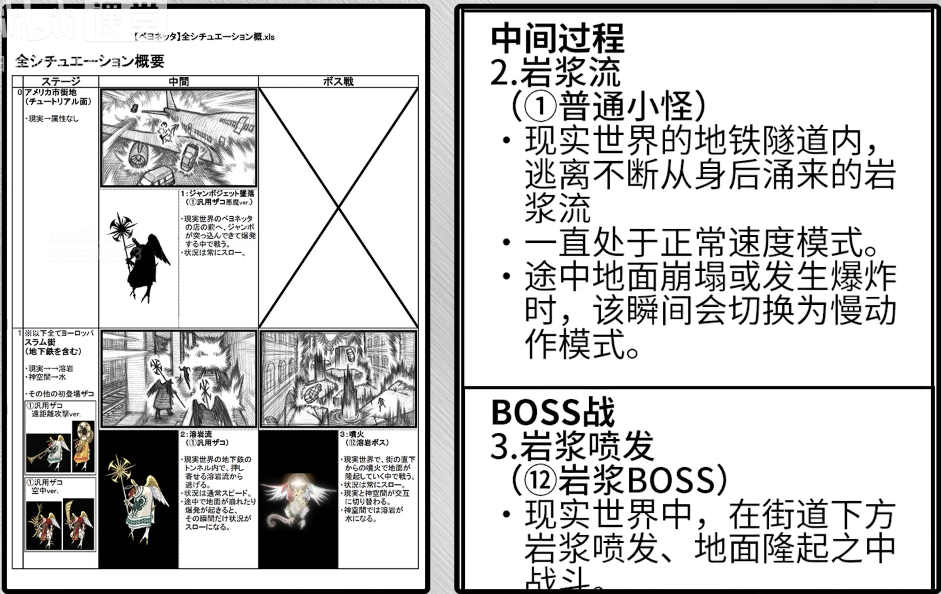 课堂
【ベヨネッタ】全シチュエーション概.xls
全シチュエーション概要
ステージ
中間
ボス戦
0
アメリカ市街地
(チュートリアル面)
・現実→属性なし
1:ジャンボジェット墜落
(①汎用ザコ悪魔ver.)
・現実世界のベヨネッタ
の店の前へ、ジャンボ
が突っ込んできて爆発
する中で戦う。
・状況は常にスロー。
1
※以下全てヨーロッパ
スラム街
(地下鉄を含む)
・現実→→溶岩
・神空間→水
・その他の初登場ザコ
①汎用ザコ
遠距離攻撃ver.
①汎用ザコ
空中ver.
2:溶岩流
(①汎用ザコ)
・現実世界の地下鉄の
トンネル内で、押し
寄せる溶岩流から
逃げる。
・状況は通常スピード。
・途中で地面が崩れたり
爆発が起きると、
その瞬間だけ状況が
スローになる。
3:噴火
(⑫溶岩ボス)
・現実世界で、街の直下
からの噴火で地面が
隆起していく中で戦う。
・状況は常にスロー。
・現実と神空間が交互
に切り替わる。
・神空間では溶岩が
水になる。
中间过程
2.岩浆流
（①普通小怪）
・现实世界的地铁隧道内，
逃离不断从身后涌来的岩
浆流
・一直处于正常速度模式。
・途中地面崩塌或发生爆炸
时，该瞬间会切换为慢动
作模式。
BOSS战
3.岩浆喷发
（⑫岩浆BOSS）
・现实世界中，在街道下方
岩浆喷发、地面隆起之中
战斗。